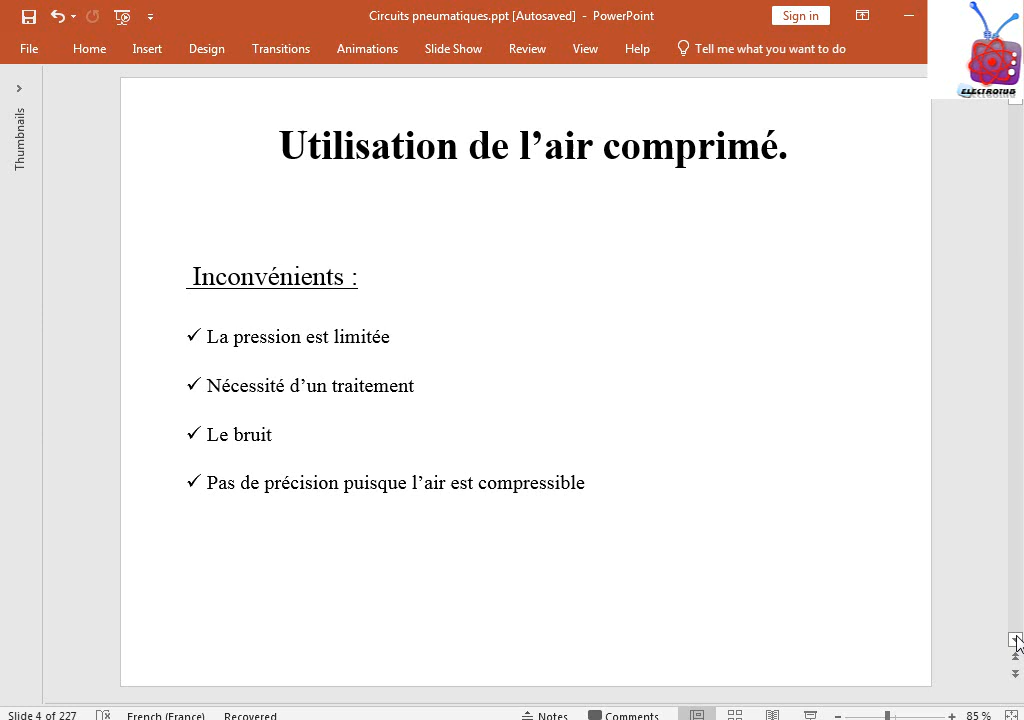 Circuits pneumatiques.ppt [Autosaved] - PowerPoint
Sign in
File Home Insert Design Transitions Animations Slide Show Review View Help Tell me what you want to do
ELECTROTUB
Thumbnails
Utilisation de l’air comprimé.
Inconvénients :
✓ La pression est limitée
✓ Nécessité d’un traitement
✓ Le bruit
✓ Pas de précision puisque l’air est compressible
Slide 4 of 227 French (France) Recovered Notes Comments 85 %